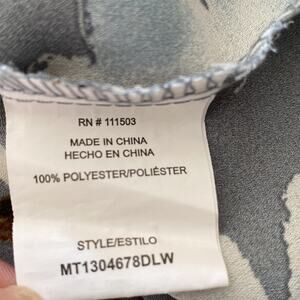 RN # 111503
MADE IN CHINA
HECHO EN CHINA
100% POLYESTER/POLIÉSTER
STYLE/ESTILO
MT1304678DLW